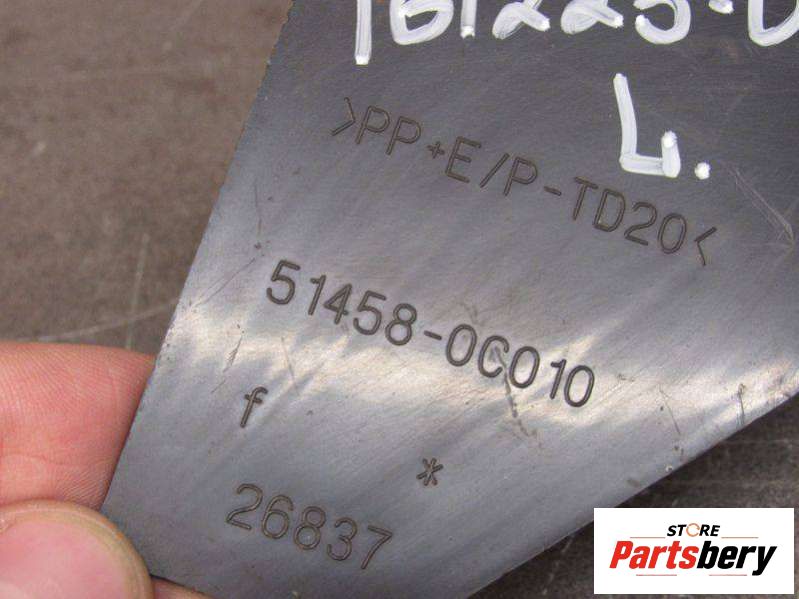 L.
>PP+E/P-TD20<
51458-0C010
f
*
26837
STORE
Partsbery